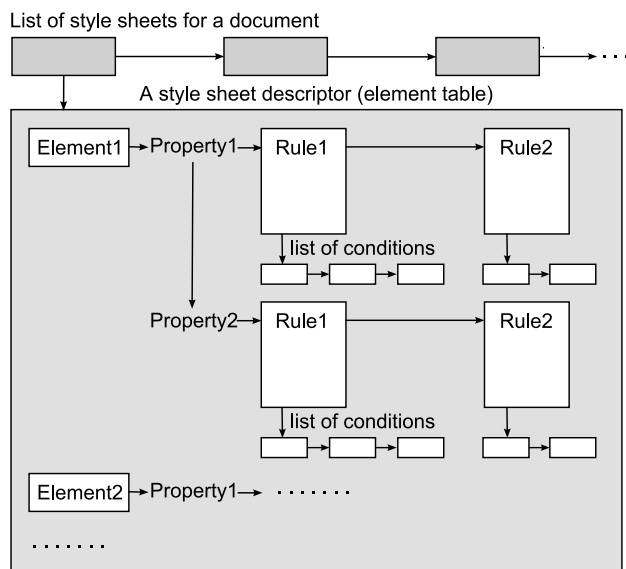 List of style sheets for a document
. . . .
A style sheet descriptor (element table)
Element1 Property1 Rule1 Rule2
list of conditions
Property2 Rule1 Rule2
list of conditions
Element2 Property1 . . . . . . .
. . . . . . .